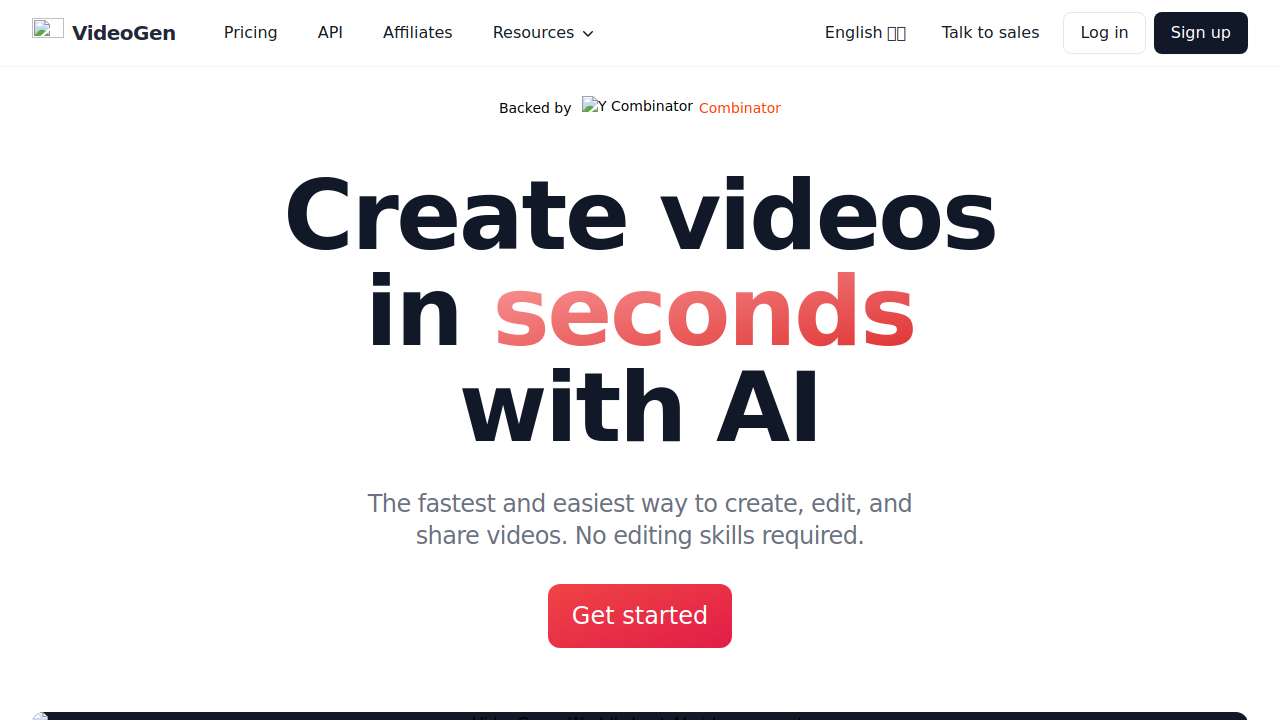 VideoGen
Pricing
API
Affiliates
Resources
English
Talk to sales
Log in
Sign up
Backed by Y Combinator Combinator
Create videos
in seconds
with AI
The fastest and easiest way to create, edit, and
share videos. No editing skills required.
Get started